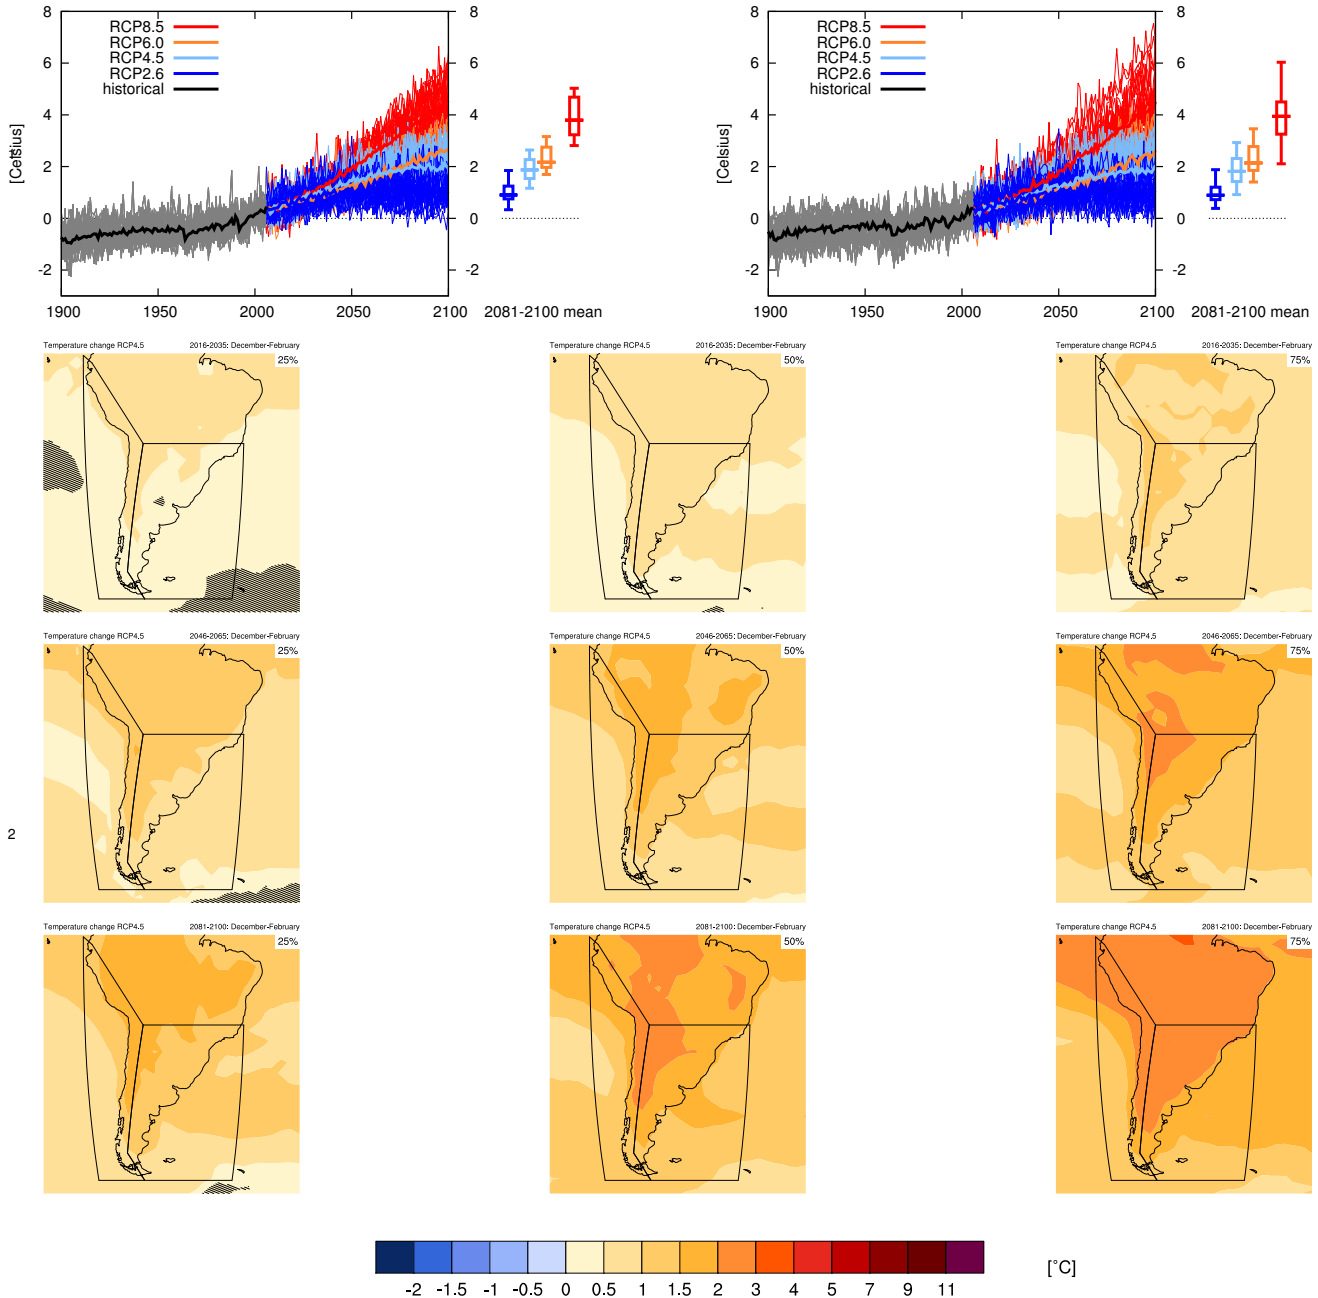 8 8 8 8
RCP8.5 RCP8.5
RCP6.0 RCP6.0
6 6 6 6
RCP4.5 RCP4.5
RCP2.6 RCP2.6
historical historical
4 4 4 4
[Celsius] [Celsius]
2 2 2 2
0 0 0 0
-2 -2 -2 -2
1900 1950 2000 2050 2100 2081-2100 mean 1900 1950 2000 2050 2100 2081-2100 mean
Temperature change RCP4.5 2016-2035: December-February Temperature change RCP4.5 2016-2035: December-February Temperature change RCP4.5 2016-2035: December-February
25% 50% 75%
Temperature change RCP4.5 2046-2065: December-February Temperature change RCP4.5 2046-2065: December-February Temperature change RCP4.5 2046-2065: December-February
25% 50% 75%
2
Temperature change RCP4.5 2081-2100: December-February Temperature change RCP4.5 2081-2100: December-February Temperature change RCP4.5 2081-2100: December-February
25% 50% 75%
[°C]
-2 -1.5 -1 -0.5 0 0.5 1 1.5 2 3 4 5 7 9 11